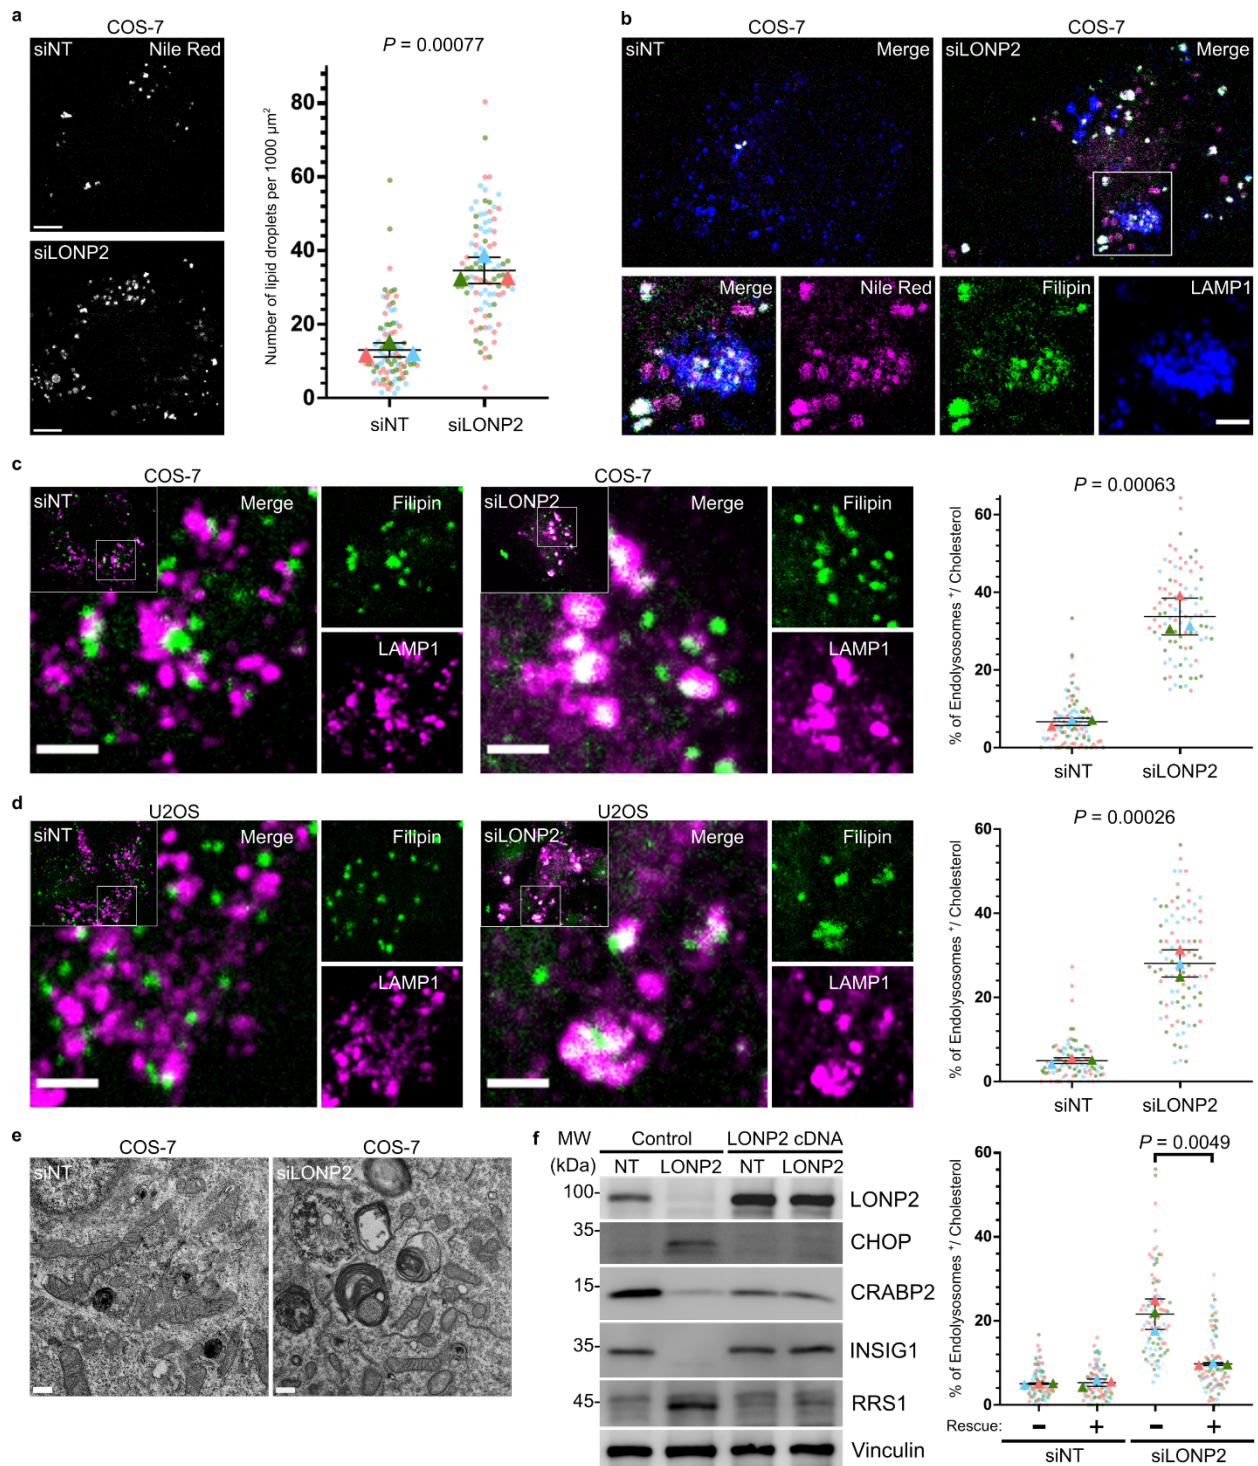 a
COS-7
siNT
Nile Red
siLONP2
P = 0.00077
Number of lipid droplets per 1000 µm²
80
60
40
20
0
siNT
siLONP2
b
COS-7
COS-7
siNT
Merge
siLONP2
Merge
Merge
Nile Red
Filipin
LAMP1
c
COS-7
COS-7
siNT
Merge
Filipin
LAMP1
siLONP2
Merge
Filipin
LAMP1
P = 0.00063
% of Endolysosomes ⁺/ Cholesterol
60
40
20
0
siNT
siLONP2
d
U2OS
U2OS
siNT
Merge
Filipin
LAMP1
siLONP2
Merge
Filipin
LAMP1
P = 0.00026
% of Endolysosomes ⁺/ Cholesterol
60
40
20
0
siNT
siLONP2
e
COS-7
COS-7
siNT
siLONP2
f
MW
(kDa)
Control
LONP2 cDNA
NT
LONP2
NT
LONP2
100-
LONP2
35-
CHOP
15-
CRABP2
35-
INSIG1
45-
RRS1
Vinculin
P = 0.0049
% of Endolysosomes ⁺/ Cholesterol
60
40
20
0
Rescue: - + - +
siNT
siLONP2